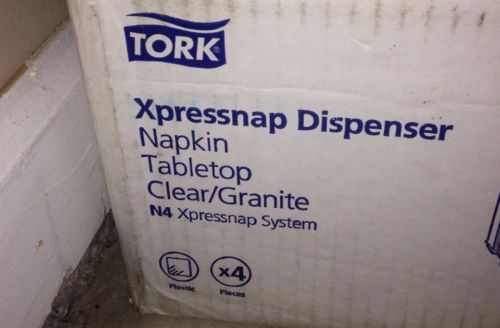 TORK®
Xpressnap Dispenser
Napkin
Tabletop
Clear/Granite
N4 Xpressnap System
x4
Plastic
Pieces